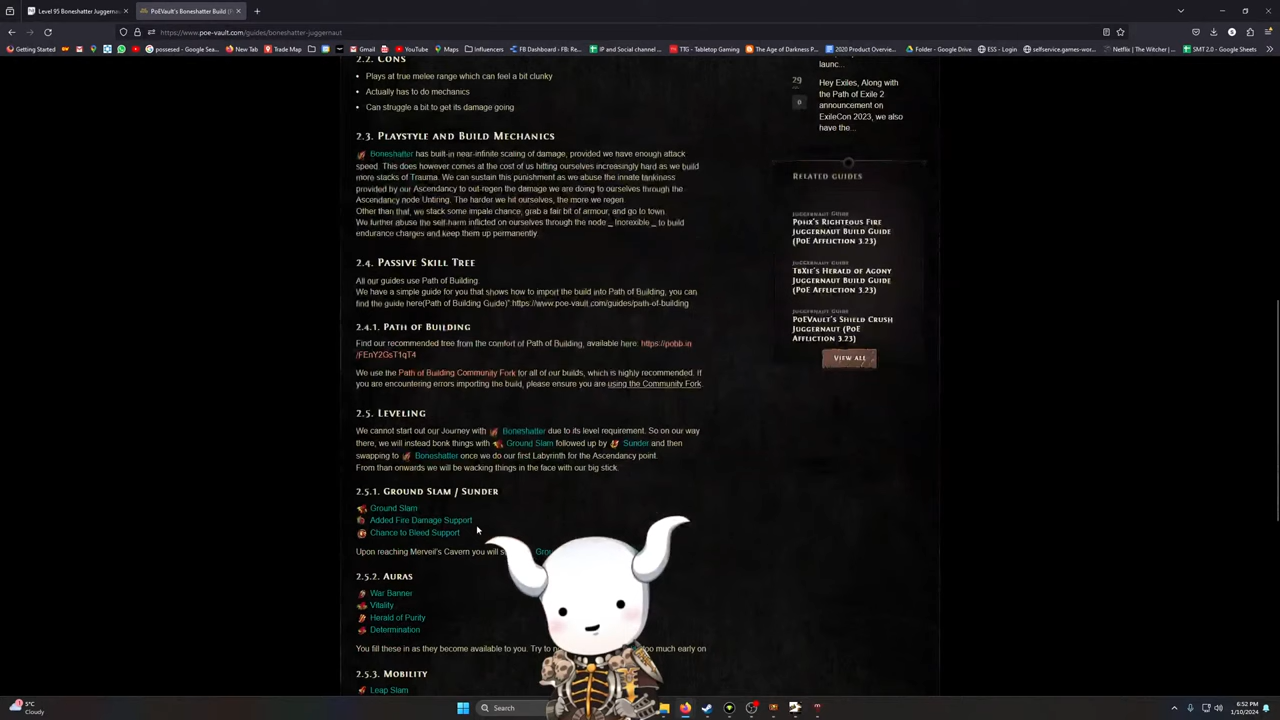 Level 95 Boneshatter Juggernau
PoEVault's Boneshatter Build (P
https://www.poe-vault.com/guides/boneshatter-juggernaut
Getting Started
possesed - Google Sea...
New Tab
Trade Map
Gmail
YouTube
Maps
Influencers
FB Dashboard - FB: Re...
IP and Social channel ...
TTG - Tabletop Gaming
The Age of Darkness P...
2020 Product Overvie...
Folder - Google Drive
ESS - Login
selfservice.games-wor...
Netflix | The Witcher | ...
SMT 2.0 - Google Sheets
2.2. Cons
Plays at true melee range which can feel a bit clunky
Actually has to do mechanics
Can struggle a bit to get its damage going
2.3. Playstyle and Build Mechanics
Boneshatter has built-in near-infinite scaling of damage, provided we have enough attack
speed. This does however comes at the cost of us hitting ourselves increasingly hard as we build
more stacks of Trauma. We can sustain this punishment as we abuse the innate tankiness
provided by our Ascendancy to out-regen the damage we are doing to ourselves through the
Ascendancy node Untiring. The harder we hit ourselves, the more we regen.
Other than that, we stack some impale chance, grab a fair bit of armour, and go to town.
We further abuse the self-harm inflicted on ourselves through the node _ Inorexible _ to build
endurance charges and keep them up permanently.
2.4. Passive Skill Tree
All our guides use Path of Building.
We have a simple guide for you that shows how to import the build into Path of Building, you can
find the guide here(Path of Building Guide)":https://www.poe-vault.com/guides/path-of-building
2.4.1. Path of Building
Find our recommended tree from the comfort of Path of Building, available here: https://pobb.in
/FEnY2GsT1qT4
We use the Path of Building Community Fork for all of our builds, which is highly recommended. If
you are encountering errors importing the build, please ensure you are using the Community Fork.
2.5. Leveling
We cannot start out our Journey with Boneshatter due to its level requirement. So on our way
there, we will instead bonk things with Ground Slam followed up by Sunder and then
swapping to Boneshatter once we do our first Labyrinth for the Ascendancy point.
From than onwards we will be wacking things in the face with our big stick.
2.5.1. Ground Slam / Sunder
Ground Slam
Added Fire Damage Support
Chance to Bleed Support
Upon reaching Merveil's Cavern you will
2.5.2. Auras
War Banner
Vitality
Herald of Purity
Determination
You fill these in as they become available to you. Try to too much early on
2.5.3. Mobility
Leap Slam
launc...
29
0
Hey Exiles, Along with
the Path of Exile 2
announcement on
ExileCon 2023, we also
have the...
Related Guides
Juggernaut Guide
Pohx's Righteous Fire
Juggernaut Build Guide
(PoE Affliction 3.23)
Juggernaut Guide
TbXie's Herald of Agony
Juggernaut Build Guide
(PoE Affliction 3.23)
Juggernaut Guide
PoEVault's Shield Crush
Juggernaut (PoE
Affliction 3.23)
View All
5°C
Cloudy
Search
6:52 PM
1/10/2024